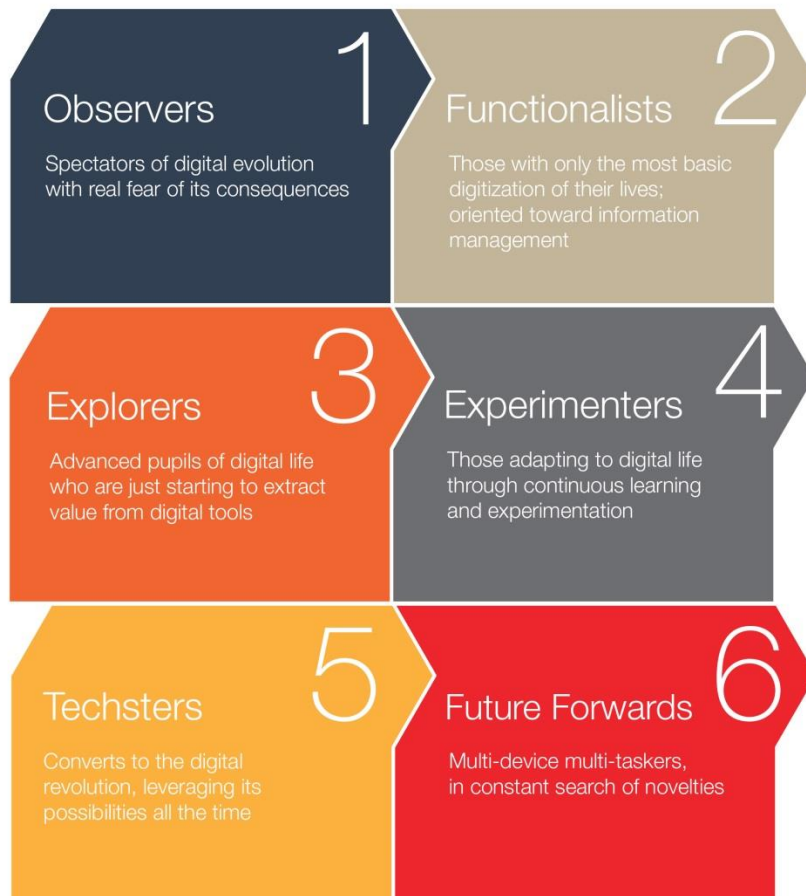 1
Observers
Spectators of digital evolution
with real fear of its consequences
2
Functionalists
Those with only the most basic
digitization of their lives;
oriented toward information
management
3
Explorers
Advanced pupils of digital life
who are just starting to extract
value from digital tools
4
Experimenters
Those adapting to digital life
through continuous learning
and experimentation
5
Techsters
Converts to the digital
revolution, leveraging its
possibilities all the time
6
Future Forwards
Multi-device multi-taskers,
in constant search of novelties